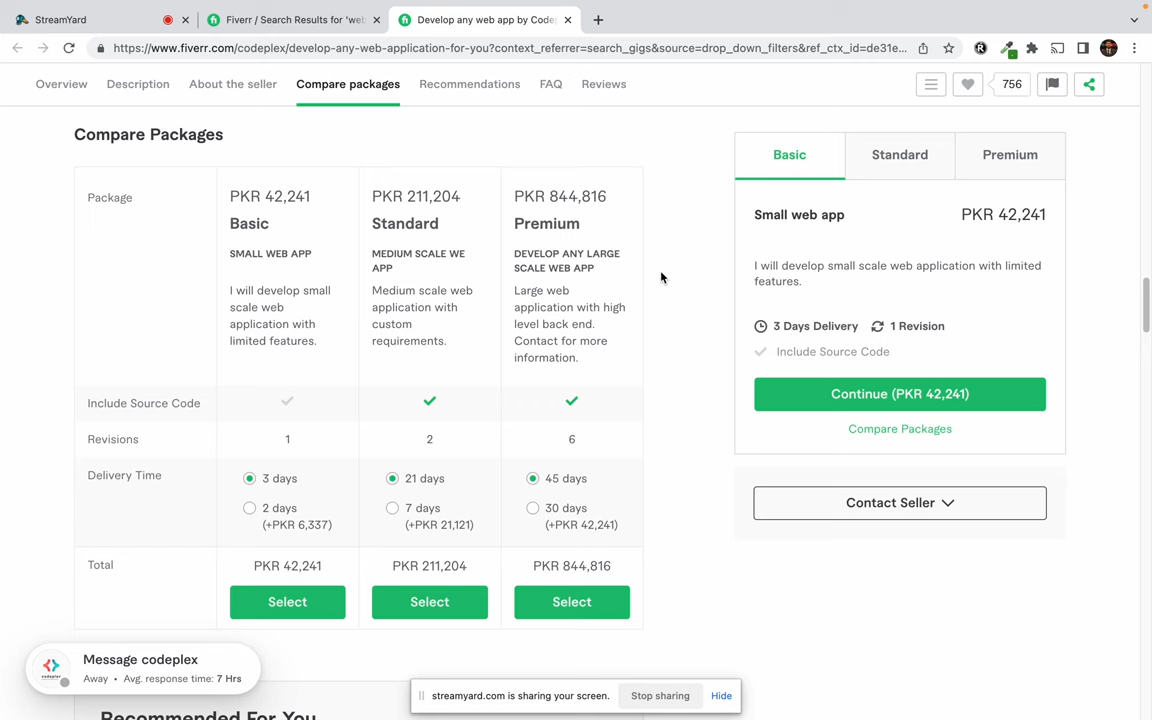 StreamYard
Fiverr / Search Results for 'web
Develop any web app by Codep
https://www.fiverr.com/codeplex/develop-any-web-application-for-you?context_referrer=search_gigs&source=drop_down_filters&ref_ctx_id=de31e...
Overview
Description
About the seller
Compare packages
Recommendations
FAQ
Reviews
756
Compare Packages
Package
PKR 42,241
Basic
SMALL WEB APP
I will develop small
scale web
application with
limited features.
PKR 211,204
Standard
MEDIUM SCALE WE
APP
Medium scale web
application with
custom
requirements.
PKR 844,816
Premium
DEVELOP ANY LARGE
SCALE WEB APP
Large web
application with high
level back end.
Contact for more
information.
Include Source Code
Revisions
1
2
6
Delivery Time
3 days
21 days
45 days
2 days
(+PKR 6,337)
7 days
(+PKR 21,121)
30 days
(+PKR 42,241)
Total
PKR 42,241
PKR 211,204
PKR 844,816
Select
Select
Select
Basic
Standard
Premium
Small web app
PKR 42,241
I will develop small scale web application with limited
features.
3 Days Delivery
1 Revision
Include Source Code
Continue (PKR 42,241)
Compare Packages
Contact Seller
codeplex
Message codeplex
Away • Avg. response time: 7 Hrs
streamyard.com is sharing your screen.
Stop sharing
Hide
Recommended For You